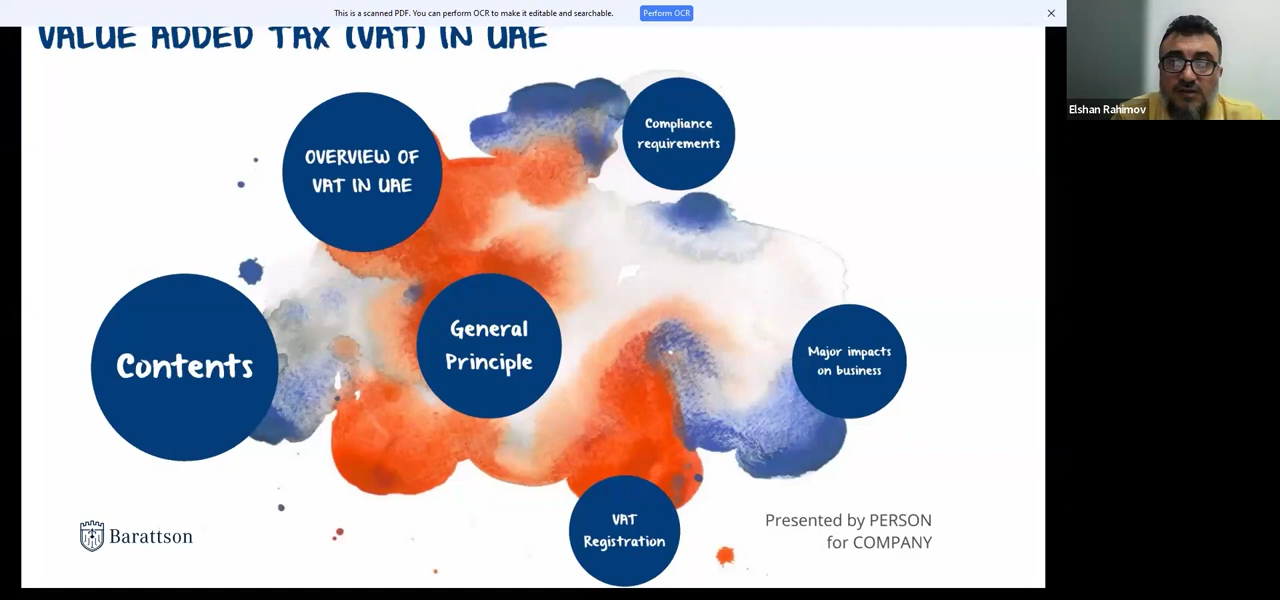 This is a scanned PDF. You can perform OCR to make it editable and searchable.
Perform OCR
VALUE ADDED TAX (VAT) IN UAE
Elshan Rahimov
Compliance
requirements
OVERVIEW OF
VAT IN UAE
General
Principle
Contents
Major impacts
on business
VAT
Registration
Presented by PERSON
for COMPANY
Barattson